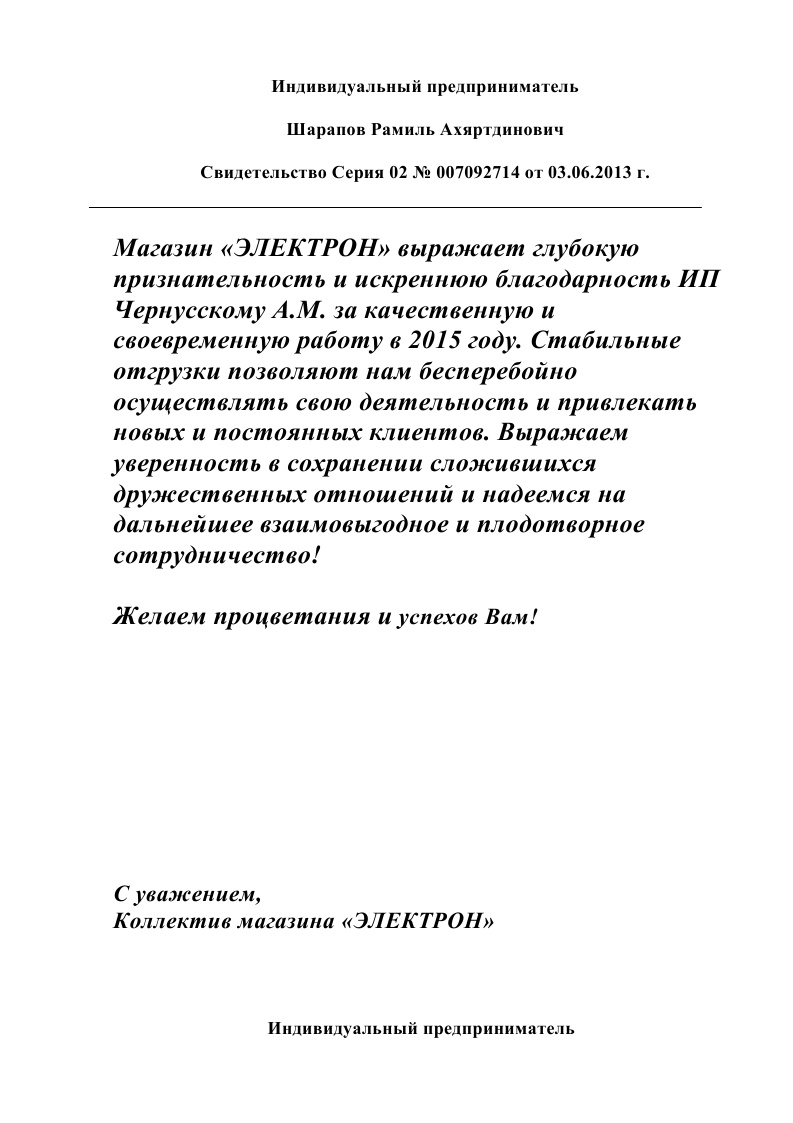 Индивидуальный предприниматель
Шарапов Рамиль Ахяртдинович
Свидетельство Серия 02 № 007092714 от 03.06.2013 г.
Магазин «ЭЛЕКТРОН» выражает глубокую
признательность и искреннюю благодарность ИП
Чернусскому А.М. за качественную и
своевременную работу в 2015 году. Стабильные
отгрузки позволяют нам бесперебойно
осуществлять свою деятельность и привлекать
новых и постоянных клиентов. Выражаем
уверенность в сохранении сложившихся
дружественных отношений и надеемся на
дальнейшее взаимовыгодное и плодотворное
сотрудничество!
Желаем процветания и успехов Вам!
С уважением,
Коллектив магазина «ЭЛЕКТРОН»
Индивидуальный предприниматель